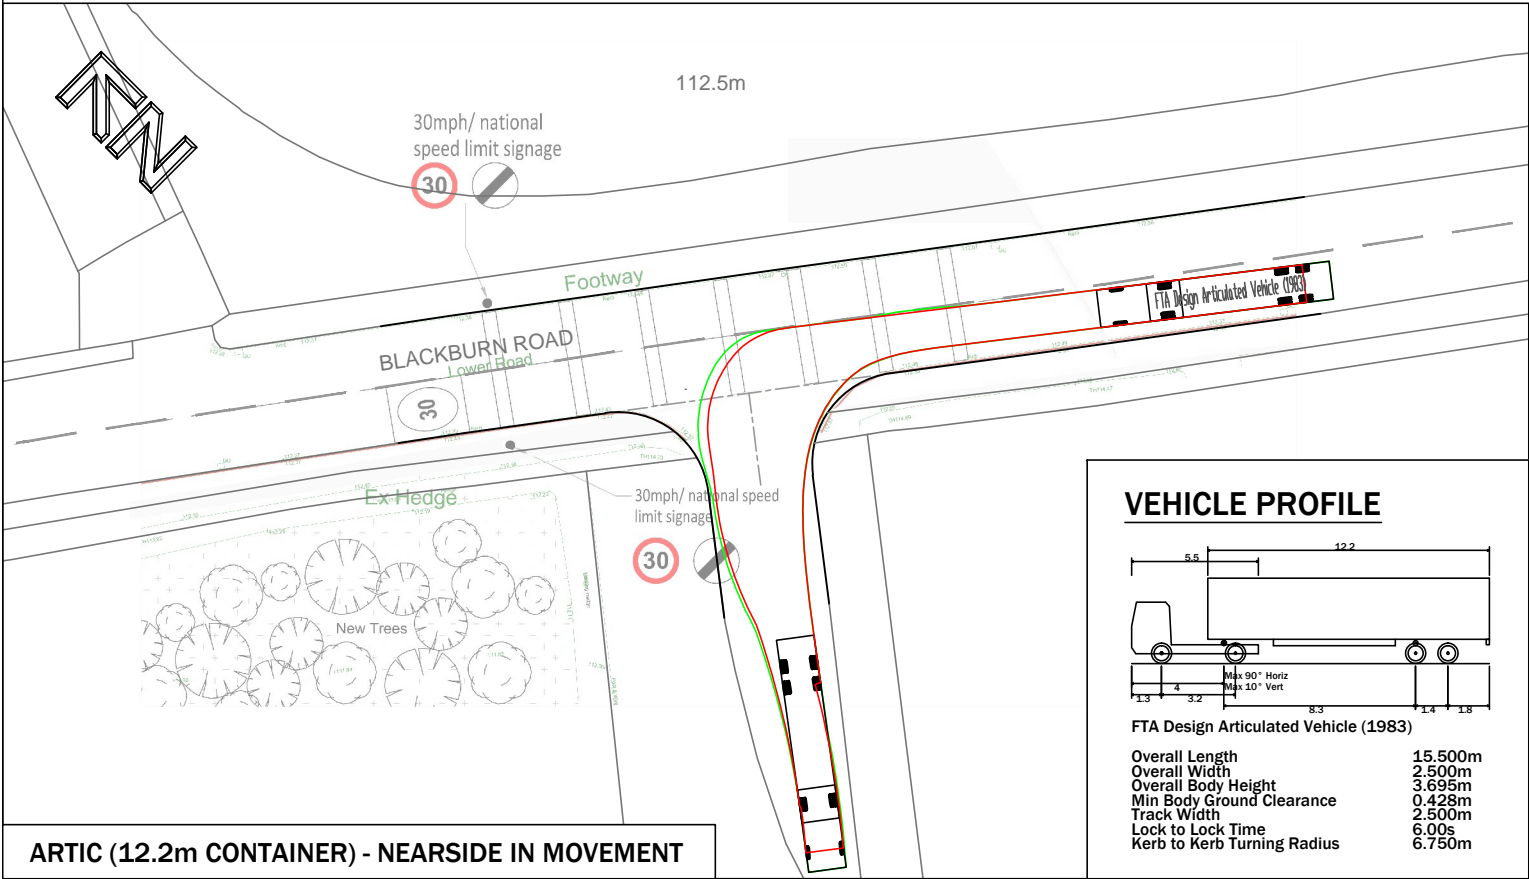 112.5m
30mph/ national
speed limit signage
30
N
Footway
BLACKBURN ROAD
Lower Road
30
FTA Design Articulated Vehicle (1983)
Ex Hedge
30mph/ national speed
limit signage
30
New Trees
VEHICLE PROFILE
12.2
5.5
Max 90° Horiz
Max 10° Vert
4
1.3
3.2
8.3
1.4
1.8
FTA Design Articulated Vehicle (1983)
Overall Length 15.500m
Overall Width 2.500m
Overall Body Height 3.695m
Min Body Ground Clearance 0.428m
Track Width 2.500m
Lock to Lock Time 6.00s
Kerb to Kerb Turning Radius 6.750m
ARTIC (12.2m CONTAINER) - NEARSIDE IN MOVEMENT